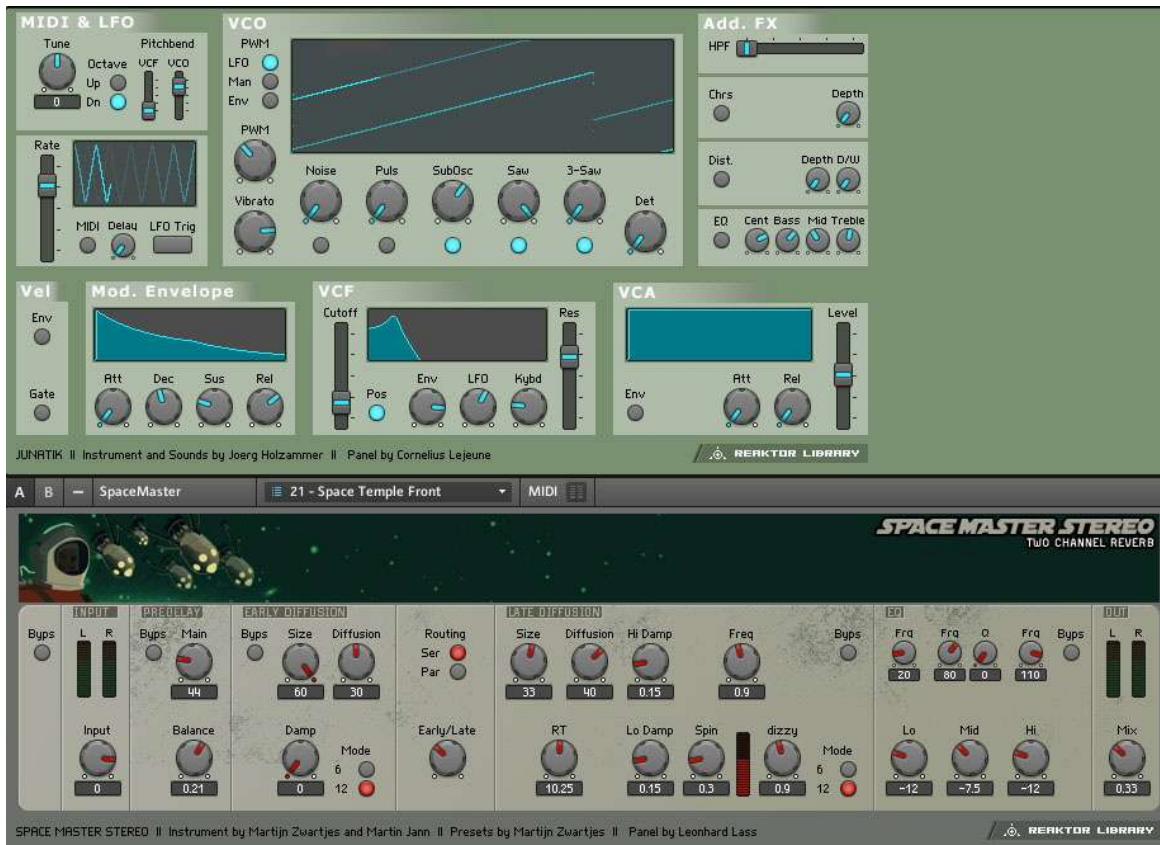 MIDI & LFO
Tune
Pitchbend
Octave VCF VCO
Up
Dn
0
Rate
MIDI Delay LFO Trig
VCO
PWM
LFO
Man
Env
PWM
Vibrato
Noise Puls SubOsc Saw 3-Saw
Det
Add. FX
HPF
Chrs Depth
Dist. Depth D/W
EQ Cent Bass Mid Treble
Vel
Env
Gate
Mod. Envelope
Att Dec Sus Rel
VCF
Cutoff Res
Pos
Env LFO Kybd
VCA
Level
Env
Att Rel
JUNATIK II Instrument and Sounds by Joerg Holzammer II Panel by Cornelius Lejeune
REAKTOR LIBRARY
A B SpaceMaster 21 - Space Temple Front MIDI
SPACE MASTER STEREO
TWO CHANNEL REVERB
Byps
INPUT
L R
Input
0
PREDELAY
Byps Main
44
Balance
0.21
EARLY DIFFUSION
Byps Size Diffusion
60 30
Damp
0
Mode
6
12
Routing
Ser
Par
Early/Late
LATE DIFFUSION
Size Diffusion Hi Damp Freq Byps
33 40 0.15 0.9
RT Lo Damp Spin dizzy
Mode
6
12
10.25 0.15 0.3 0.9
EQ
Frq Frq Q Frq Byps
20 80 0 110
Lo Mid Hi
-12 -7.5 -12
OUT
L R
Mix
0.33
SPACE MASTER STEREO II Instrument by Martijn Zwartjes and Martin Jann II Presets by Martijn Zwartjes II Panel by Leonhard Lass
REAKTOR LIBRARY